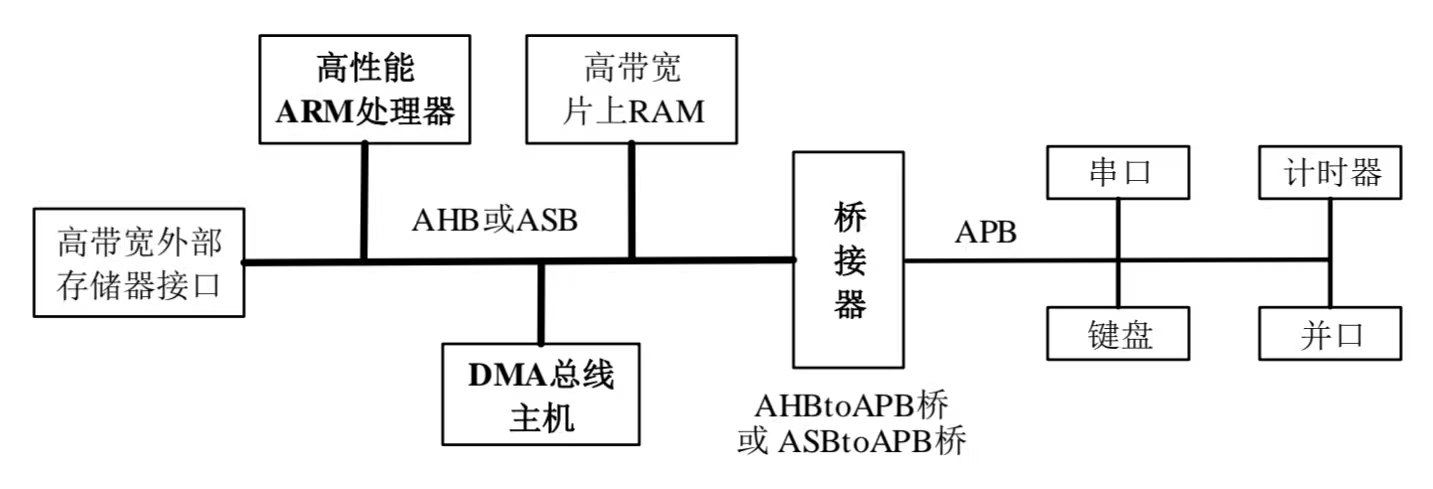 高性能
ARM处理器
高带宽
片上RAM
串口
计时器
高带宽外部
存储器接口
AHB或ASB
桥
接
器
APB
键盘
并口
DMA总线
主机
AHBtoAPB桥
或 ASBtoAPB桥